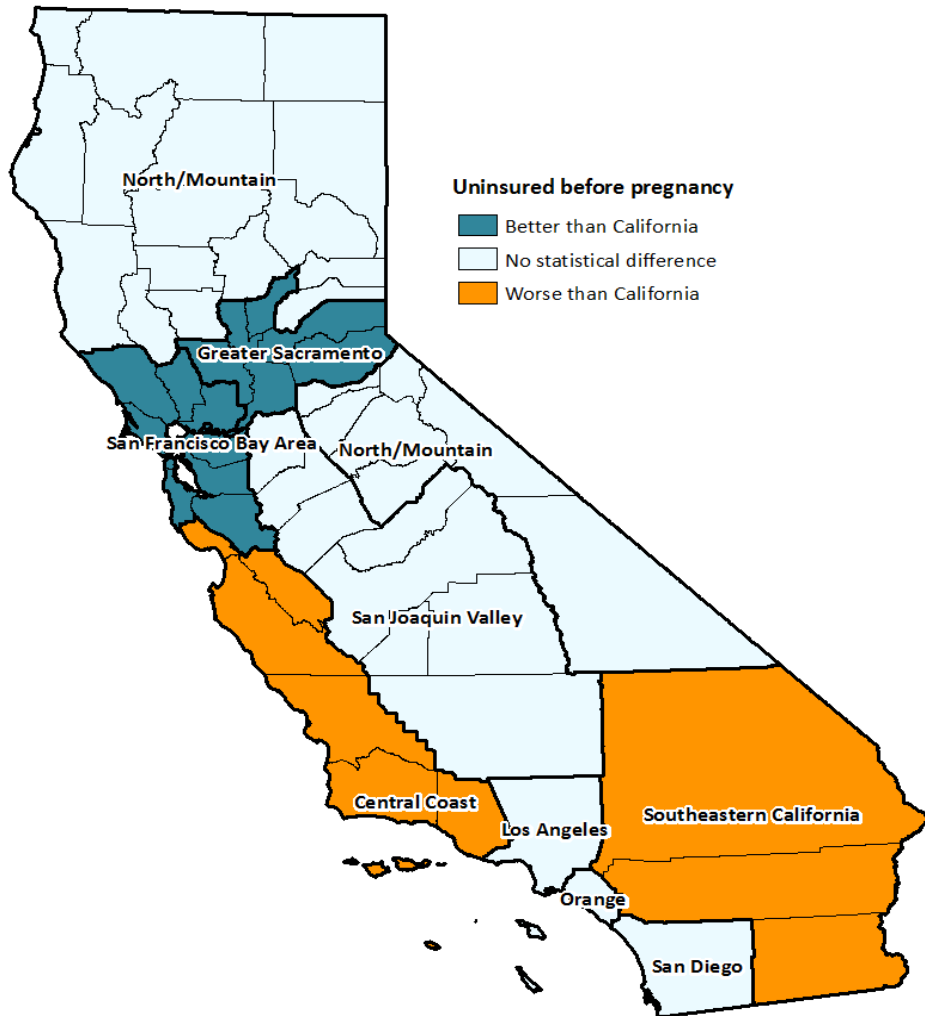 North/Mountain
Uninsured before pregnancy
Better than California
No statistical difference
Worse than California
Greater Sacramento
San Francisco Bay Area
North/Mountain
San Joaquin Valley
Central Coast
Los Angeles
Southeastern California
Orange
San Diego